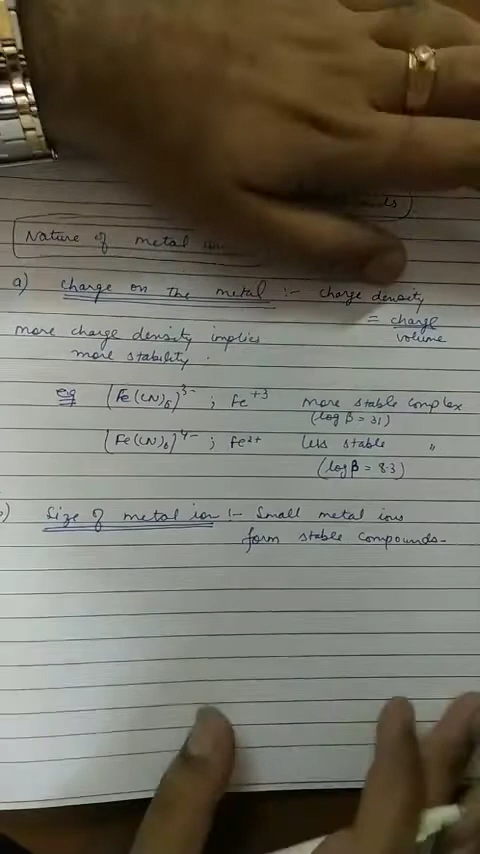 Nature of metal
a) Charge on the metal :- charge density
= charge
volume
more charge density implies
more stability.
eg [Fe(CN)6]3- ; Fe+3 more stable complex
(log β = 31)
[Fe(CN)6]4- ; Fe2+ less stable "
(log β = 8.3)
) Size of metal ion :- Small metal ions
form stable compounds-